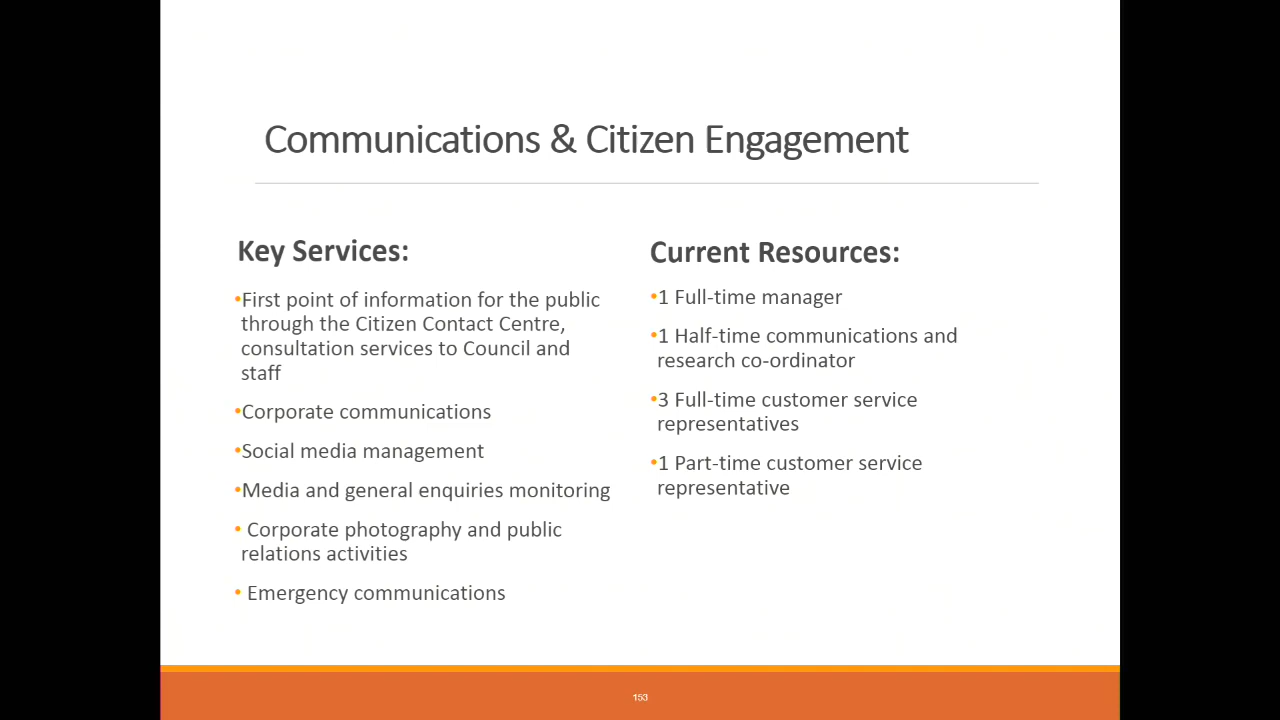 Communications & Citizen Engagement
Key Services:
•First point of information for the public
through the Citizen Contact Centre,
consultation services to Council and
staff
•Corporate communications
•Social media management
•Media and general enquiries monitoring
• Corporate photography and public
relations activities
• Emergency communications
Current Resources:
•1 Full-time manager
•1 Half-time communications and
research co-ordinator
•3 Full-time customer service
representatives
•1 Part-time customer service
representative
153